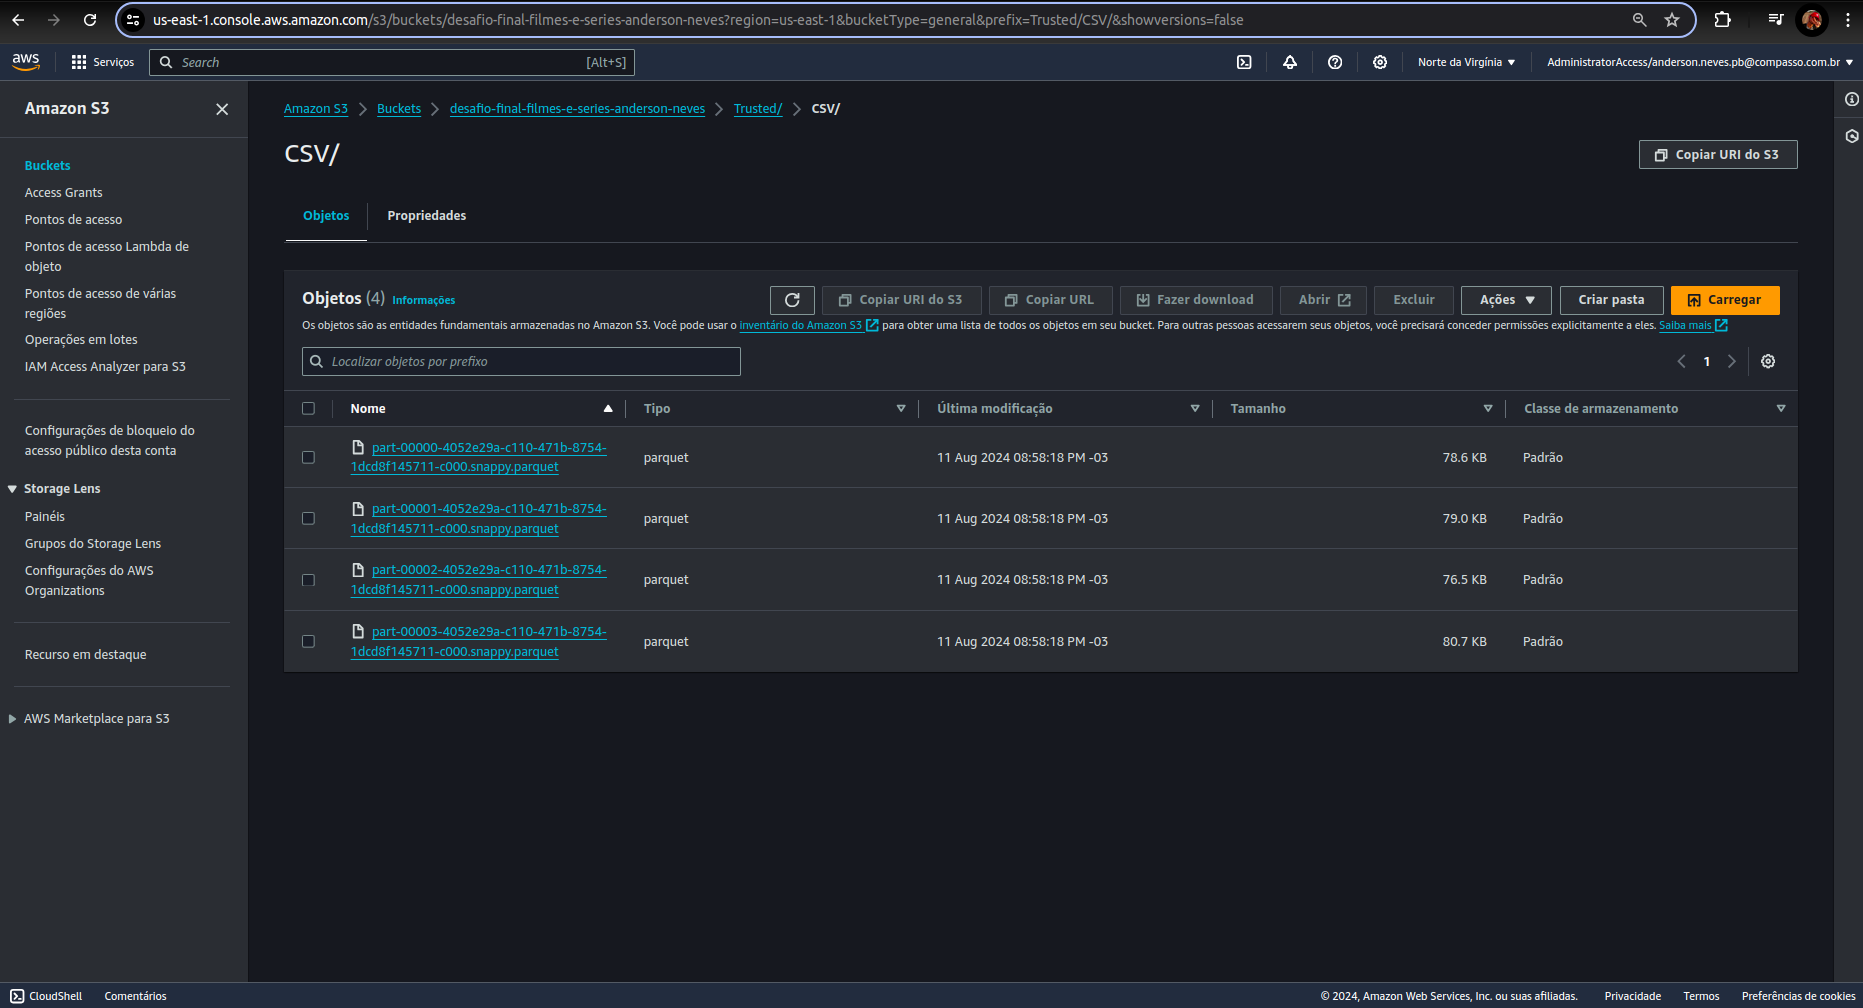 us-east-1.console.aws.amazon.com/s3/buckets/desafio-final-filmes-e-series-anderson-neves?region=us-east-1&bucketType=general&prefix=Trusted/CSV/&showversions=false
aws
Serviços
Search
[Alt+S]
Norte da Virgínia
AdministratorAccess/anderson.neves.pb@compasso.com.br
Amazon S3
Buckets
Access Grants
Pontos de acesso
Pontos de acesso Lambda de
objeto
Pontos de acesso de várias
regiões
Operações em lotes
IAM Access Analyzer para S3
Configurações de bloqueio do
acesso público desta conta
Storage Lens
Painéis
Grupos do Storage Lens
Configurações do AWS
Organizations
Recurso em destaque
AWS Marketplace para S3
Amazon S3
Buckets
desafio-final-filmes-e-series-anderson-neves
Trusted/
CSV/
CSV/
Copiar URI do S3
Objetos
Propriedades
Objetos (4) Informações
Copiar URI do S3
Copiar URL
Fazer download
Abrir
Excluir
Ações
Criar pasta
Carregar
Os objetos são as entidades fundamentais armazenadas no Amazon S3. Você pode usar o inventário do Amazon S3 para obter uma lista de todos os objetos em seu bucket. Para outras pessoas acessarem seus objetos, você precisará conceder permissões explicitamente a eles. Saiba mais
Localizar objetos por prefixo
1
Nome Tipo Última modificação Tamanho Classe de armazenamento
part-00000-4052e29a-c110-471b-8754-
1dcd8f145711-c000.snappy.parquet
parquet 11 Aug 2024 08:58:18 PM -03 78.6 KB Padrão
part-00001-4052e29a-c110-471b-8754-
1dcd8f145711-c000.snappy.parquet
parquet 11 Aug 2024 08:58:18 PM -03 79.0 KB Padrão
part-00002-4052e29a-c110-471b-8754-
1dcd8f145711-c000.snappy.parquet
parquet 11 Aug 2024 08:58:18 PM -03 76.5 KB Padrão
part-00003-4052e29a-c110-471b-8754-
1dcd8f145711-c000.snappy.parquet
parquet 11 Aug 2024 08:58:18 PM -03 80.7 KB Padrão
CloudShell
Comentários
© 2024, Amazon Web Services, Inc. ou suas afiliadas.
Privacidade
Termos
Preferências de cookies